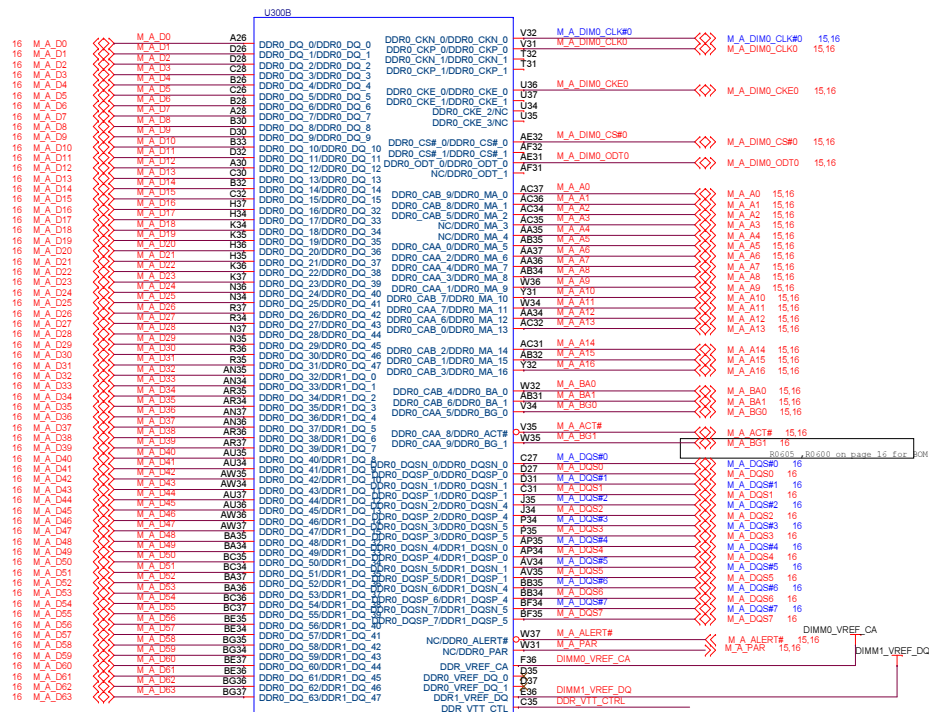 U300B
16 M_A_D0 M_A_D0 A26 DDR0_DQ_0/DDR0_DQ_0
16 M_A_D1 M_A_D1 D26 DDR0_DQ_1/DDR0_DQ_1
16 M_A_D2 M_A_D2 D28 DDR0_DQ_2/DDR0_DQ_2
16 M_A_D3 M_A_D3 C28 DDR0_DQ_3/DDR0_DQ_3
16 M_A_D4 M_A_D4 B26 DDR0_DQ_4/DDR0_DQ_4
16 M_A_D5 M_A_D5 C26 DDR0_DQ_5/DDR0_DQ_5
16 M_A_D6 M_A_D6 B28 DDR0_DQ_6/DDR0_DQ_6
16 M_A_D7 M_A_D7 A28 DDR0_DQ_7/DDR0_DQ_7
16 M_A_D8 M_A_D8 B30 DDR0_DQ_8/DDR0_DQ_8
16 M_A_D9 M_A_D9 D30 DDR0_DQ_9/DDR0_DQ_9
16 M_A_D10 M_A_D10 B33 DDR0_DQ_10/DDR0_DQ_10
16 M_A_D11 M_A_D11 D32 DDR0_DQ_11/DDR0_DQ_11
16 M_A_D12 M_A_D12 A30 DDR0_DQ_12/DDR0_DQ_12
16 M_A_D13 M_A_D13 C30 DDR0_DQ_13/DDR0_DQ_13
16 M_A_D14 M_A_D14 B32 DDR0_DQ_14/DDR0_DQ_14
16 M_A_D15 M_A_D15 C32 DDR0_DQ_15/DDR0_DQ_15
16 M_A_D16 M_A_D16 H37 DDR0_DQ_16/DDR0_DQ_32
16 M_A_D17 M_A_D17 H34 DDR0_DQ_17/DDR0_DQ_33
16 M_A_D18 M_A_D18 K34 DDR0_DQ_18/DDR0_DQ_34
16 M_A_D19 M_A_D19 K35 DDR0_DQ_19/DDR0_DQ_35
16 M_A_D20 M_A_D20 H36 DDR0_DQ_20/DDR0_DQ_36
16 M_A_D21 M_A_D21 H35 DDR0_DQ_21/DDR0_DQ_37
16 M_A_D22 M_A_D22 K36 DDR0_DQ_22/DDR0_DQ_38
16 M_A_D23 M_A_D23 K37 DDR0_DQ_23/DDR0_DQ_39
16 M_A_D24 M_A_D24 N36 DDR0_DQ_24/DDR0_DQ_40
16 M_A_D25 M_A_D25 N34 DDR0_DQ_25/DDR0_DQ_41
16 M_A_D26 M_A_D26 R37 DDR0_DQ_26/DDR0_DQ_42
16 M_A_D27 M_A_D27 R34 DDR0_DQ_27/DDR0_DQ_43
16 M_A_D28 M_A_D28 N37 DDR0_DQ_28/DDR0_DQ_44
16 M_A_D29 M_A_D29 N35 DDR0_DQ_29/DDR0_DQ_45
16 M_A_D30 M_A_D30 R36 DDR0_DQ_30/DDR0_DQ_46
16 M_A_D31 M_A_D31 R35 DDR0_DQ_31/DDR0_DQ_47
16 M_A_D32 M_A_D32 AN35 DDR0_DQ_32/DDR1_DQ_0
16 M_A_D33 M_A_D33 AN34 DDR0_DQ_33/DDR1_DQ_1
16 M_A_D34 M_A_D34 AR35 DDR0_DQ_34/DDR1_DQ_2
16 M_A_D35 M_A_D35 AR34 DDR0_DQ_35/DDR1_DQ_3
16 M_A_D36 M_A_D36 AN37 DDR0_DQ_36/DDR1_DQ_4
16 M_A_D37 M_A_D37 AN36 DDR0_DQ_37/DDR1_DQ_5
16 M_A_D38 M_A_D38 AR36 DDR0_DQ_38/DDR1_DQ_6
16 M_A_D39 M_A_D39 AR37 DDR0_DQ_39/DDR1_DQ_7
16 M_A_D40 M_A_D40 AU35 DDR0_DQ_40/DDR1_DQ_8
16 M_A_D41 M_A_D41 AU34
16 M_A_D42 M_A_D42 AW35
16 M_A_D43 M_A_D43 AW34
16 M_A_D44 M_A_D44 AU37
16 M_A_D45 M_A_D45 AU36
16 M_A_D46 M_A_D46 AW36
16 M_A_D47 M_A_D47 AW37
16 M_A_D48 M_A_D48 BA35
16 M_A_D49 M_A_D49 BA34
16 M_A_D50 M_A_D50 BC35
16 M_A_D51 M_A_D51 BC34
16 M_A_D52 M_A_D52 BA37
16 M_A_D53 M_A_D53 BA36
16 M_A_D54 M_A_D54 BC36
16 M_A_D55 M_A_D55 BC37
16 M_A_D56 M_A_D56 BE35 DDR0_DQ_56/DDR1_DQ_40
16 M_A_D57 M_A_D57 BE34 DDR0_DQ_57/DDR1_DQ_41
16 M_A_D58 M_A_D58 BG35 DDR0_DQ_58/DDR1_DQ_42
16 M_A_D59 M_A_D59 BG34 DDR0_DQ_59/DDR1_DQ_43
16 M_A_D60 M_A_D60 BE37 DDR0_DQ_60/DDR1_DQ_44
16 M_A_D61 M_A_D61 BE36 DDR0_DQ_61/DDR1_DQ_45
16 M_A_D62 M_A_D62 BG36 DDR0_DQ_62/DDR1_DQ_46
16 M_A_D63 M_A_D63 BG37 DDR0_DQ_63/DDR1_DQ_47
DDR0_CKN_0/DDR0_CKN_0 V32 M_A_DIM0_CLK#0 M_A_DIM0_CLK#0 15,16
DDR0_CKP_0/DDR0_CKP_0 V31 M_A_DIM0_CLK0 M_A_DIM0_CLK0 15,16
DDR0_CKN_1/DDR0_CKN_1 T32
DDR0_CKP_1/DDR0_CKP_1 T31
DDR0_CKE_0/DDR0_CKE_0 U36 M_A_DIM0_CKE0 M_A_DIM0_CKE0 15,16
DDR0_CKE_1/DDR0_CKE_1 U37
DDR0_CKE_2/NC U34
DDR0_CKE_3/NC U35
DDR0_CS#_0/DDR0_CS#_0 AE32 M_A_DIM0_CS#0 M_A_DIM0_CS#0 15,16
DDR0_CS#_1/DDR0_CS#_1 AF32
DDR0_ODT_0/DDR0_ODT_0 AE31 M_A_DIM0_ODT0 M_A_DIM0_ODT0 15,16
NC/DDR0_ODT_1 AF31
DDR0_CAB_9/DDR0_MA_0 AC37 M_A_A0 M_A_A0 15,16
DDR0_CAB_8/DDR0_MA_1 AC36 M_A_A1 M_A_A1 15,16
DDR0_CAB_5/DDR0_MA_2 AC34 M_A_A2 M_A_A2 15,16
NC/DDR0_MA_3 AC35 M_A_A3 M_A_A3 15,16
NC/DDR0_MA_4 AA35 M_A_A4 M_A_A4 15,16
DDR0_CAA_0/DDR0_MA_5 AB35 M_A_A5 M_A_A5 15,16
DDR0_CAA_2/DDR0_MA_6 AA37 M_A_A6 M_A_A6 15,16
DDR0_CAA_4/DDR0_MA_7 AA36 M_A_A7 M_A_A7 15,16
DDR0_CAA_3/DDR0_MA_8 AB34 M_A_A8 M_A_A8 15,16
DDR0_CAA_1/DDR0_MA_9 W36 M_A_A9 M_A_A9 15,16
DDR0_CAB_7/DDR0_MA_10 Y31 M_A_A10 M_A_A10 15,16
DDR0_CAA_7/DDR0_MA_11 W34 M_A_A11 M_A_A11 15,16
DDR0_CAA_6/DDR0_MA_12 AA34 M_A_A12 M_A_A12 15,16
DDR0_CAB_0/DDR0_MA_13 AC32 M_A_A13 M_A_A13 15,16
DDR0_CAB_2/DDR0_MA_14 AC31 M_A_A14 M_A_A14 15,16
DDR0_CAB_1/DDR0_MA_15 AB32 M_A_A15 M_A_A15 15,16
DDR0_CAB_3/DDR0_MA_16 Y32 M_A_A16 M_A_A16 15,16
DDR0_CAB_4/DDR0_BA_0 W32 M_A_BA0 M_A_BA0 15,16
DDR0_CAB_6/DDR0_BA_1 AB31 M_A_BA1 M_A_BA1 15,16
DDR0_CAA_5/DDR0_BG_0 V34 M_A_BG0 M_A_BG0 15,16
DDR0_CAA_8/DDR0_ACT# V35 M_A_ACT# M_A_ACT# 15,16
DDR0_CAA_9/DDR0_BG_1 W35 M_A_BG1 M_A_BG1 16
R0605 ,R0600 on page 16 for BOM
DDR0_DQSN_0/DDR0_DQSN_0 C27 M_A_DQS#0 M_A_DQS#0 16
DDR0_DQSP_0/DDR0_DQSP_0 D27 M_A_DQS0 M_A_DQS0 16
DDR0_DQSN_1/DDR0_DQSN_1 D31 M_A_DQS#1 M_A_DQS#1 16
DDR0_DQSP_1/DDR0_DQSP_1 C31 M_A_DQS1 M_A_DQS1 16
DDR0_DQSN_2/DDR0_DQSN_4 J35 M_A_DQS#2 M_A_DQS#2 16
DDR0_DQSP_2/DDR0_DQSP_4 J34 M_A_DQS2 M_A_DQS2 16
DDR0_DQSN_3/DDR0_DQSN_5 P34 M_A_DQS#3 M_A_DQS#3 16
DDR0_DQSP_3/DDR0_DQSP_5 P35 M_A_DQS3 M_A_DQS3 16
DDR0_DQSN_4/DDR1_DQSN_0 AP35 M_A_DQS#4 M_A_DQS#4 16
DDR0_DQSP_4/DDR1_DQSP_0 AP34 M_A_DQS4 M_A_DQS4 16
DDR0_DQSN_5/DDR1_DQSN_1 AV34 M_A_DQS#5 M_A_DQS#5 16
DDR0_DQSP_5/DDR1_DQSP_1 AV35 M_A_DQS5 M_A_DQS5 16
DDR0_DQSN_6/DDR1_DQSN_4 BB35 M_A_DQS#6 M_A_DQS#6 16
DDR0_DQSP_6/DDR1_DQSP_4 BB34 M_A_DQS6 M_A_DQS6 16
DDR0_DQSN_7/DDR1_DQSN_5 BF34 M_A_DQS#7 M_A_DQS#7 16
DDR0_DQSP_7/DDR1_DQSP_5 BF35 M_A_DQS7 M_A_DQS7 16
DIMM0_VREF_CA
NC/DDR0_ALERT# W37 M_A_ALERT# M_A_ALERT# 15,16
NC/DDR0_PAR W31 M_A_PAR M_A_PAR 15,16
DIMM1_VREF_DQ
DDR_VREF_CA F36 DIMM0_VREF_CA
DDR0_VREF_DQ_0 D35
DDR0_VREF_DQ_1 D37
DDR1_VREF_DQ E36 DIMM1_VREF_DQ
DDR_VTT_CTL C35 DDR_VTT_CTRL